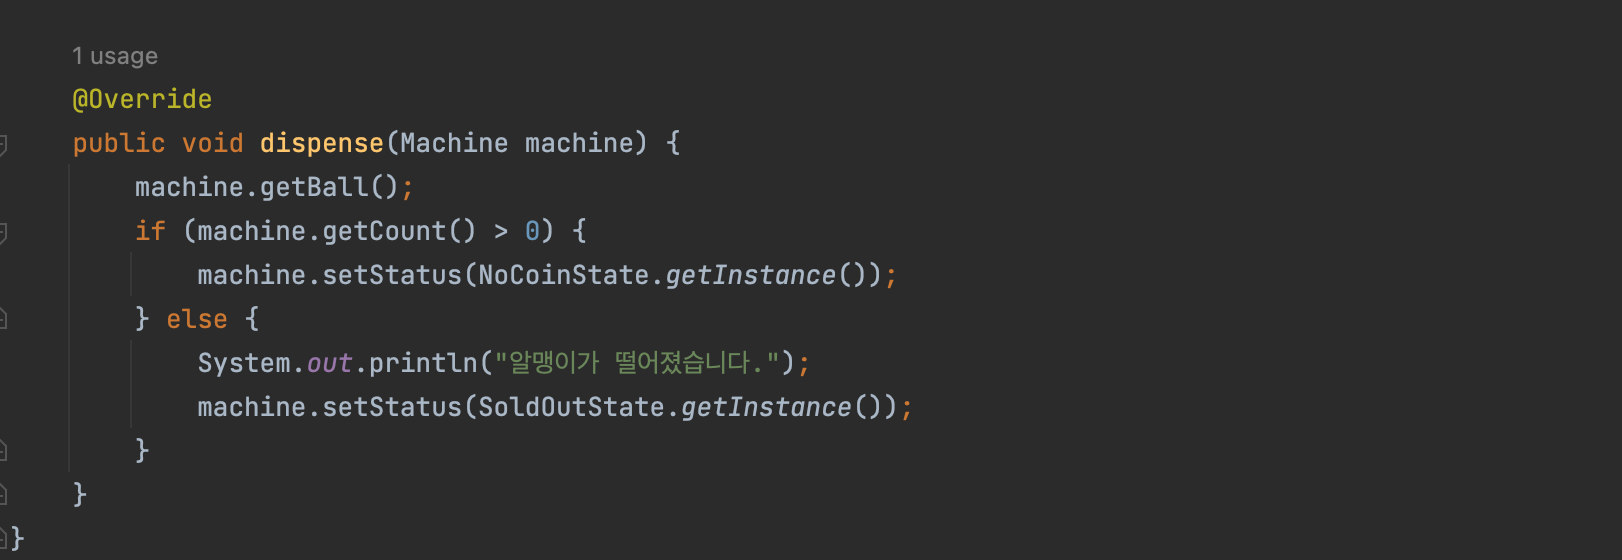 1 usage
@Override
public void dispense(Machine machine) {
machine.getBall();
if (machine.getCount() > 0) {
machine.setStatus(NoCoinState.getInstance());
} else {
System.out.println("알맹이가 떨어졌습니다.");
machine.setStatus(SoldOutState.getInstance());
}
}
}